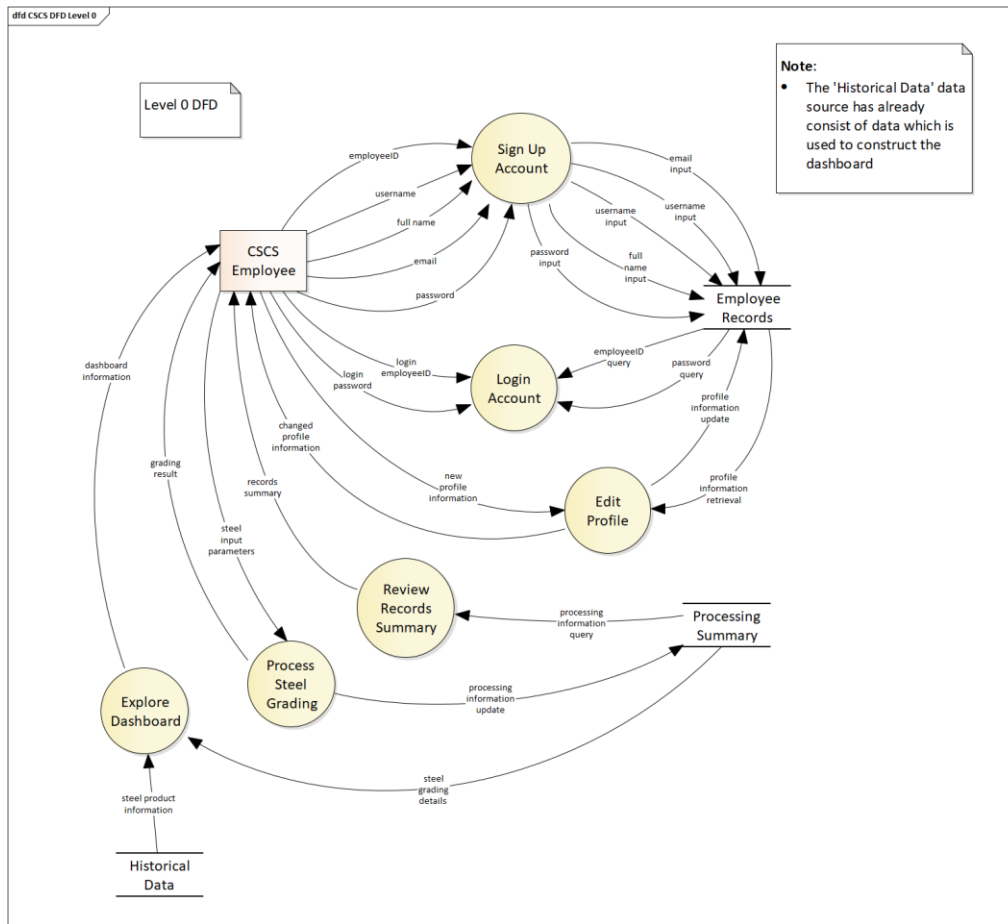 dfd CSCS DFD Level 0
Level 0 DFD
Note:
• The 'Historical Data' data
source has already
consist of data which is
used to construct the
dashboard
Sign Up
Account
employeeID
username
full name
email
password
email
input
username
input
username
input
full
name
input
password
input
CSCS
Employee
Employee
Records
dashboard
information
login
employeeID
login
password
Login
Account
employeeID
query
password
query
profile
information
update
changed
profile
information
grading
result
records
summary
new
profile
information
Edit
Profile
profile
information
retrieval
steel
input
parameters
Review
Records
Summary
processing
information
query
Processing
Summary
Process
Steel
Grading
processing
information
update
Explore
Dashboard
steel
grading
details
steel product
information
Historical
Data